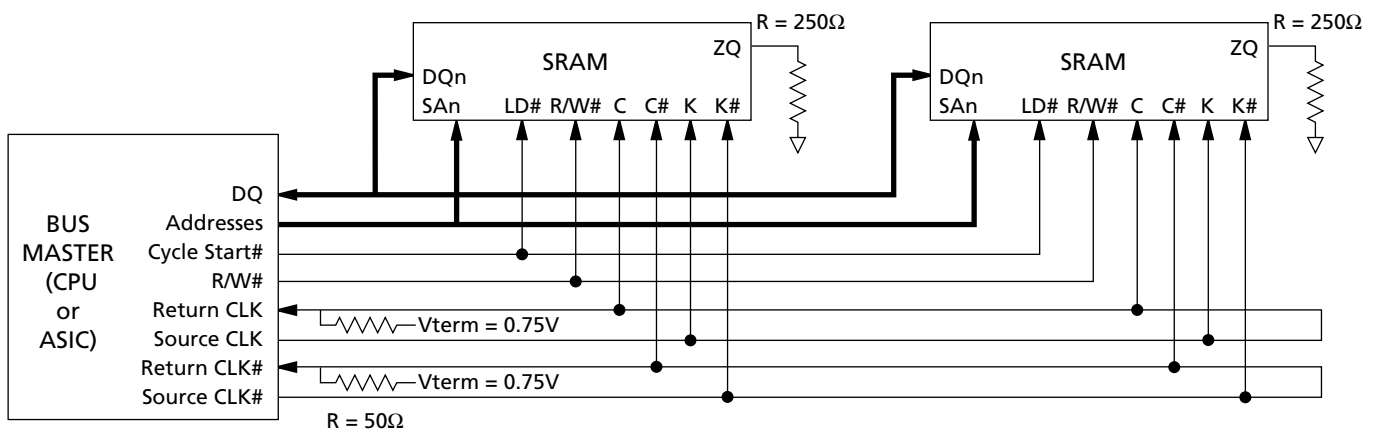 R = 250Ω
R = 250Ω
ZQ
ZQ
SRAM
SRAM
DQn
DQn
SAn LD# R/W# C C# K K#
SAn LD# R/W# C C# K K#
DQ
Addresses
Cycle Start#
R/W#
Return CLK
Source CLK
Return CLK#
Source CLK#
BUS
MASTER
(CPU
or
ASIC)
Vterm = 0.75V
Vterm = 0.75V
R = 50Ω